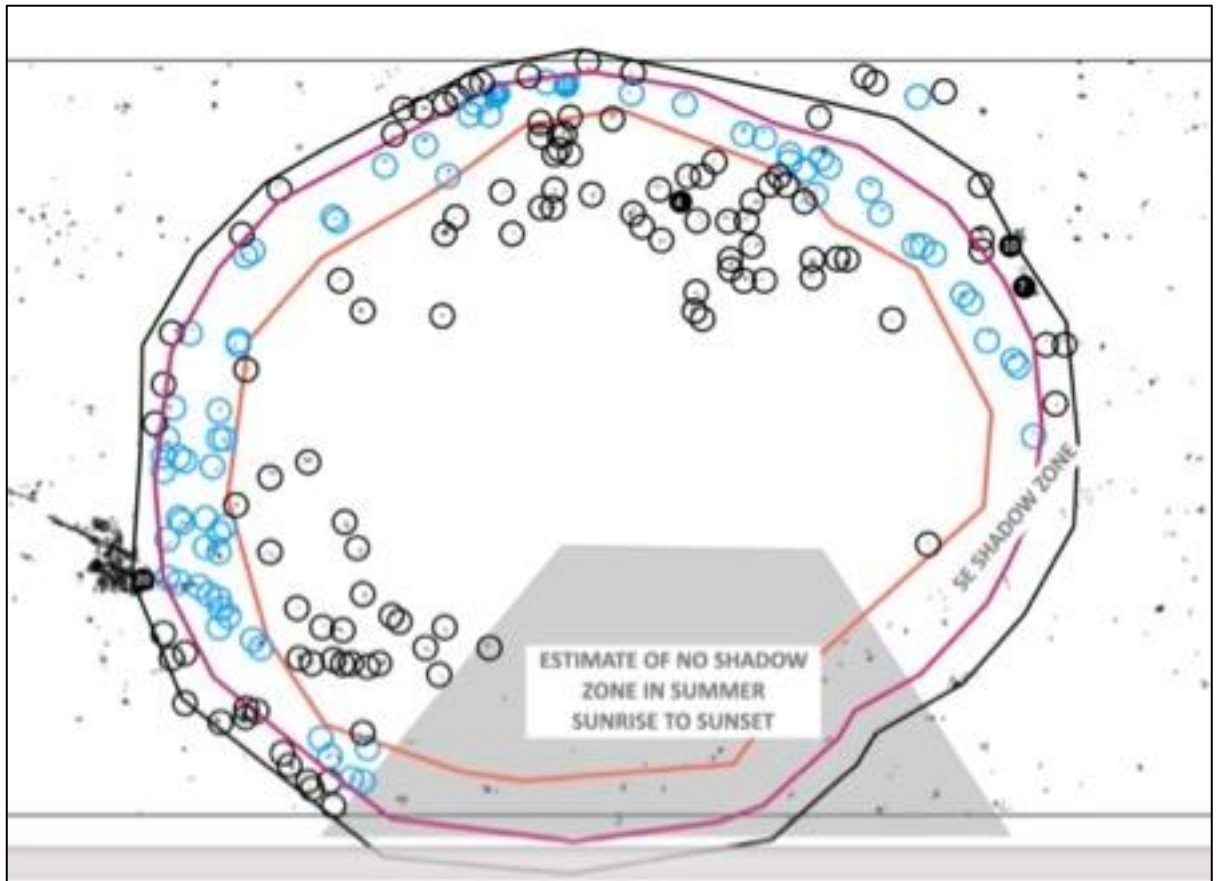 SE SHADOW ZONE
ESTIMATE OF NO SHADOW
ZONE IN SUMMER
SUNRISE TO SUNSET